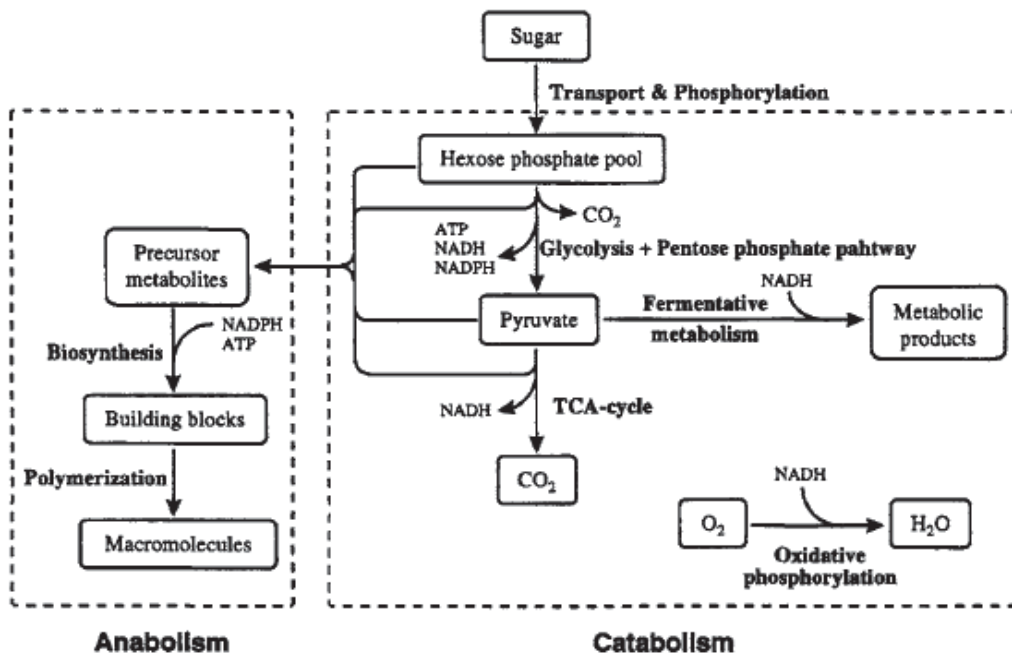 Sugar
Transport & Phosphorylation
Hexose phosphate pool
CO2
ATP
NADH
NADPH
Glycolysis + Pentose phosphate pahtway
Precursor
metabolites
NADPH
ATP
Biosynthesis
Building blocks
Polymerization
Macromolecules
Pyruvate
Fermentative
metabolism
NADH
Metabolic
products
NADH
TCA-cycle
CO2
NADH
O2
H2O
Oxidative
phosphorylation
Anabolism
Catabolism